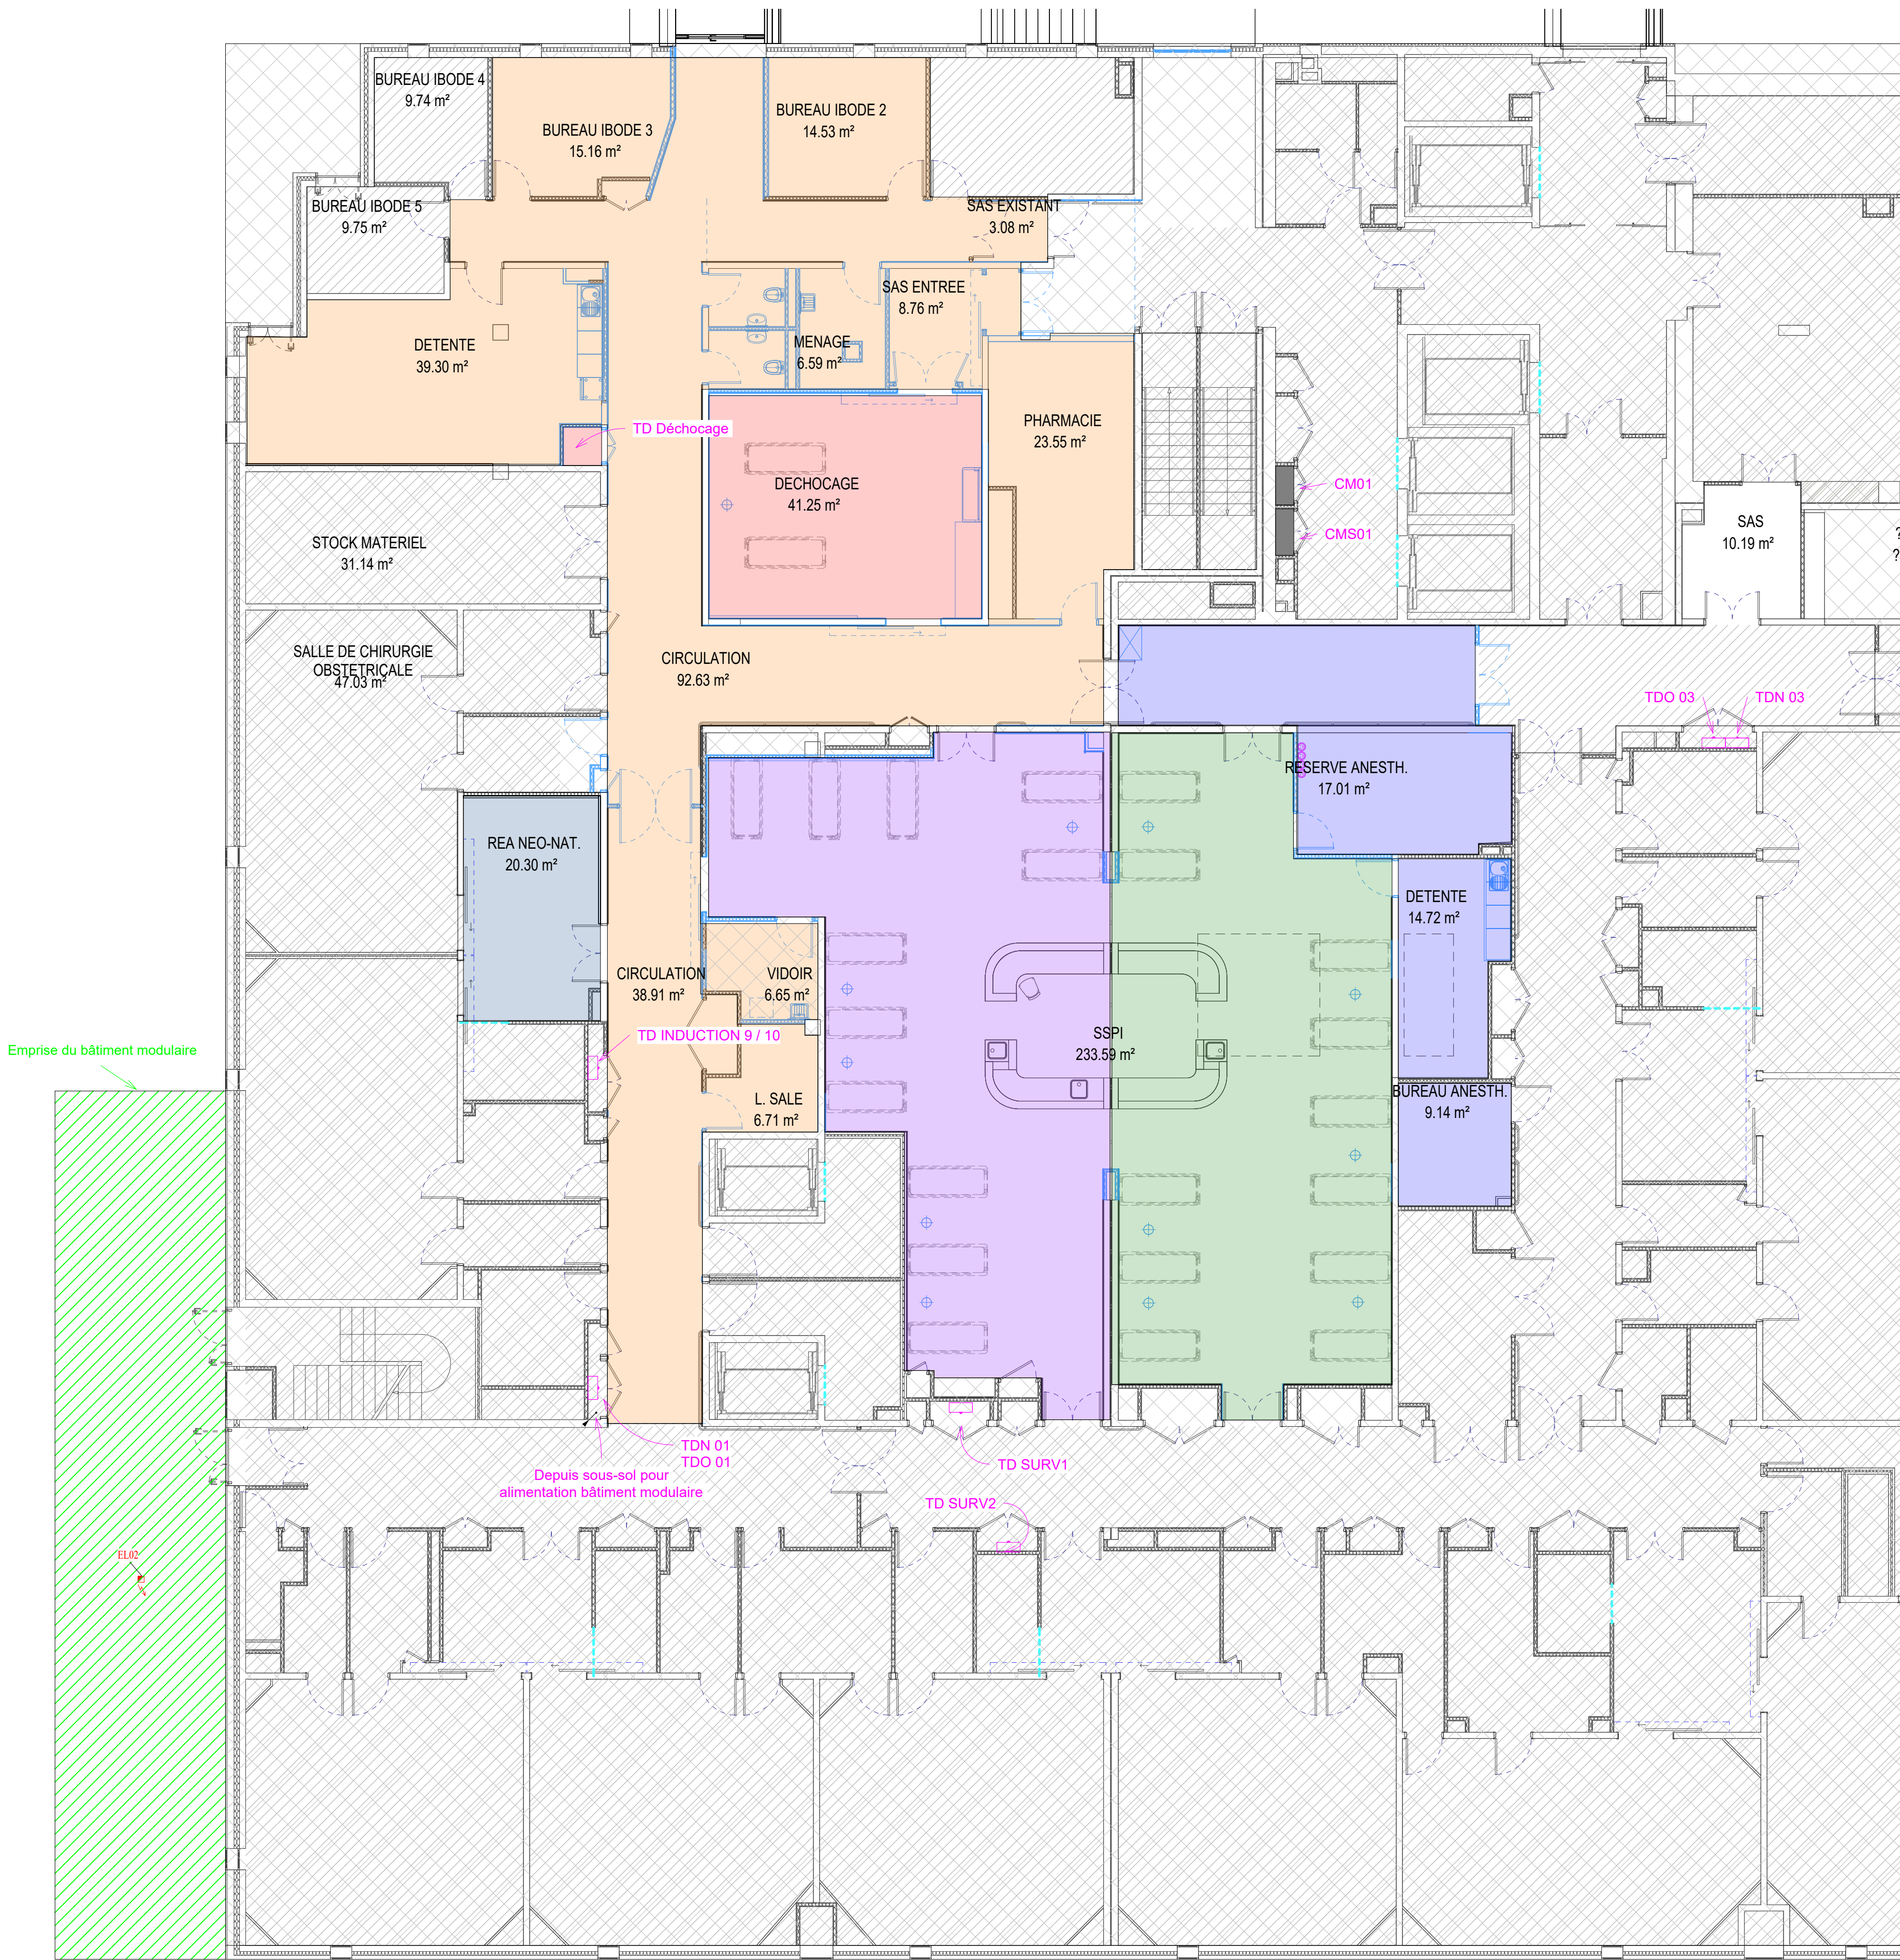 BUREAU IBODE 4
9.74 m²
BUREAU IBODE 3
15.16 m²
BUREAU IBODE 2
14.53 m²
BUREAU IBODE 5
9.75 m²
SAS EXISTANT
3.08 m²
SAS ENTREE
8.76 m²
DETENTE
39.30 m²
MENAGE
6.59 m²
TD Déchocage
PHARMACIE
23.55 m²
DECHOCAGE
41.25 m²
CM01
CMS01
STOCK MATERIEL
31.14 m²
SAS
10.19 m²
?
?
SALLE DE CHIRURGIE
OBSTETRICALE
47.03 m²
CIRCULATION
92.63 m²
TDO 03
TDN 03
RESERVE ANESTH.
17.01 m²
REA NEO-NAT.
20.30 m²
DETENTE
14.72 m²
CIRCULATION
38.91 m²
VIDOIR
6.65 m²
TD INDUCTION 9 / 10
SSPI
233.59 m²
Emprise du bâtiment modulaire
L. SALE
6.71 m²
BUREAU ANESTH.
9.14 m²
TDN 01
TDO 01
Depuis sous-sol pour
alimentation bâtiment modulaire
TD SURV1
TD SURV2
EL02